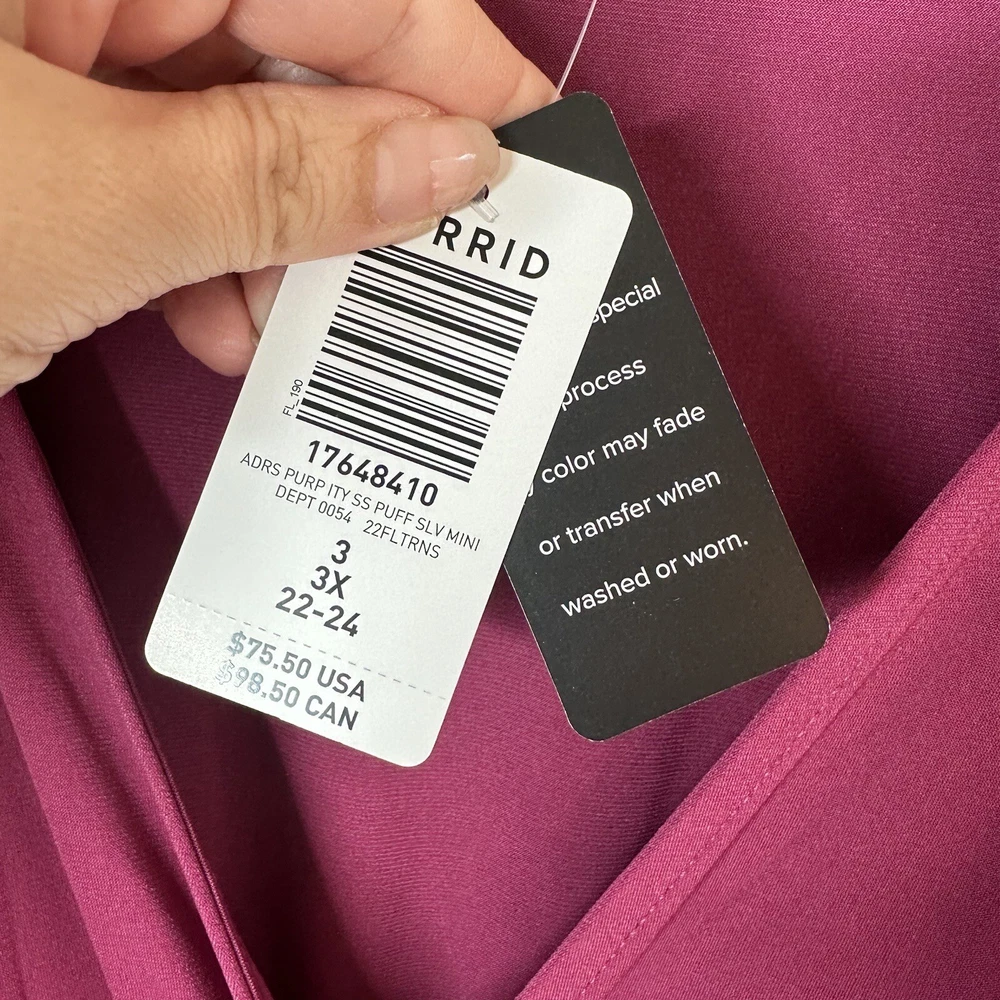 RRID
FL_190
17648410
ADRS PURP ITY SS PUFF SLV MINI
DEPT 0054 22FLTRNS
3
3X
22-24
$75.50 USA
$98.50 CAN
special
process
color may fade
or transfer when
washed or worn.